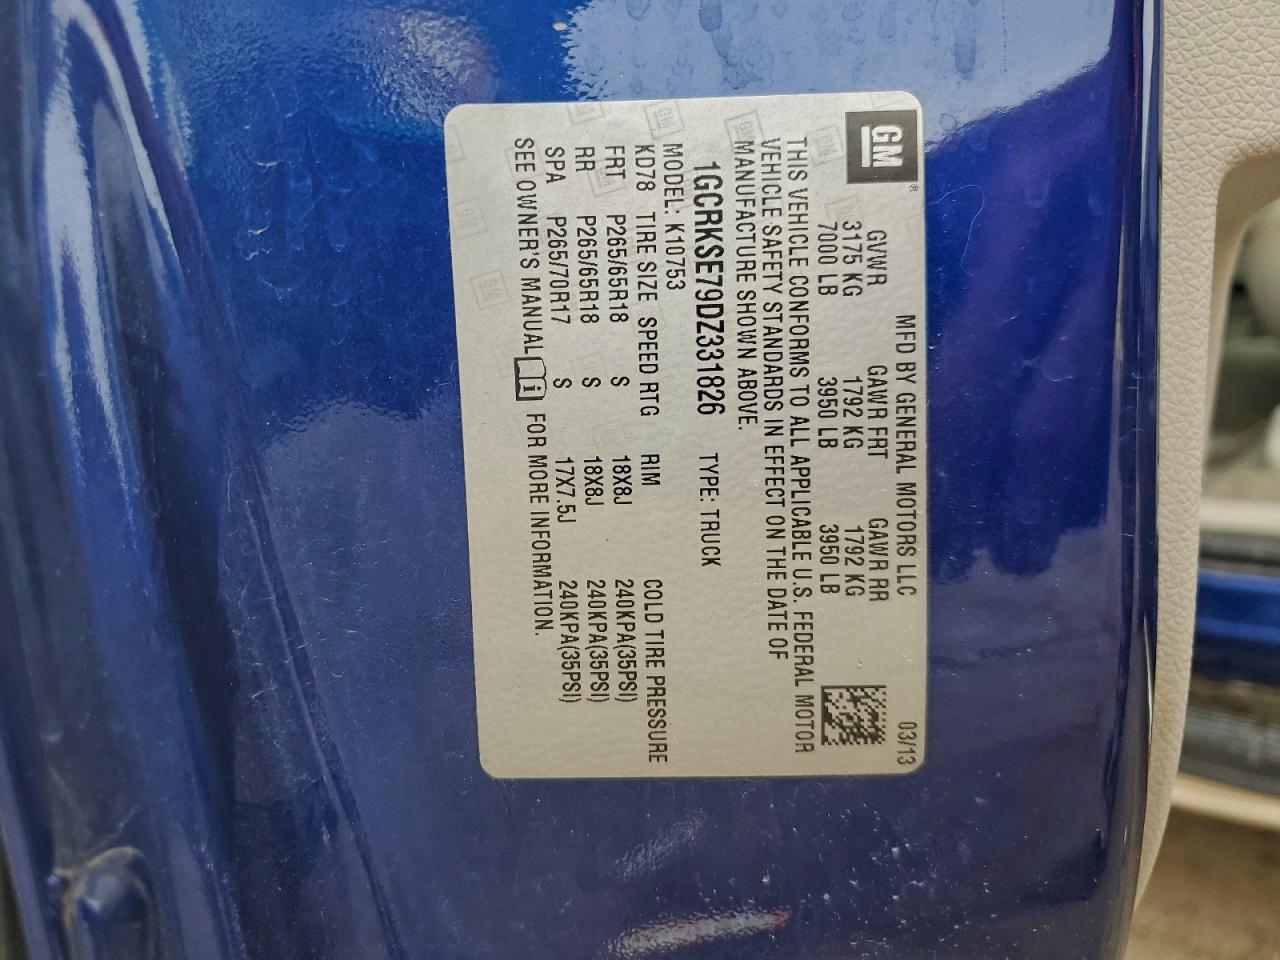 GM®
MFD BY GENERAL MOTORS LLC 03/13
GVWR GAWR FRT GAWR RR
3175 KG 1792 KG 1792 KG
7000 LB 3950 LB 3950 LB
THIS VEHICLE CONFORMS TO ALL APPLICABLE U.S. FEDERAL MOTOR
VEHICLE SAFETY STANDARDS IN EFFECT ON THE DATE OF
MANUFACTURE SHOWN ABOVE.
1GCRKSE79DZ331826 TYPE: TRUCK
MODEL: K10753
KD78 TIRE SIZE SPEED RTG RIM COLD TIRE PRESSURE
FRT P265/65R18 S 18X8J 240KPA(35PSI)
RR P265/65R18 S 18X8J 240KPA(35PSI)
SPA P265/70R17 S 17X7.5J 240KPA(35PSI)
SEE OWNER'S MANUAL i FOR MORE INFORMATION.